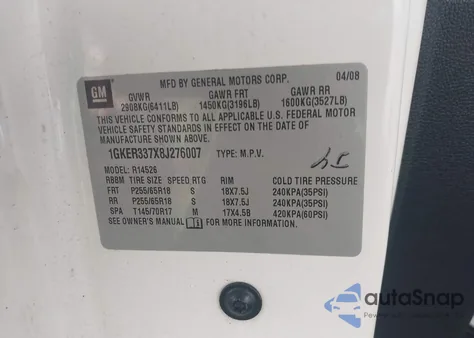 GM
MFD BY GENERAL MOTORS CORP. 04/08
GVWR GAWR FRT GAWR RR
2908KG(6411LB) 1450KG(3196LB) 1600KG(3527LB)
THIS VEHICLE CONFORMS TO ALL APPLICABLE U.S. FEDERAL MOTOR
VEHICLE SAFETY STANDARDS IN EFFECT ON THE DATE OF
MANUFACTURE SHOWN ABOVE.
1GKER337X8J276007 TYPE: M.P.V.
MODEL: R14526
RBBM TIRE SIZE SPEED RTG RIM COLD TIRE PRESSURE
FRT P255/65R18 S 18X7.5J 240KPA(35PSI)
RR P255/65R18 S 18X7.5J 240KPA(35PSI)
SPA T145/70R17 M 17X4.5B 420KPA(60PSI)
SEE OWNER'S MANUAL FOR MORE INFORMATION.
autoSnap